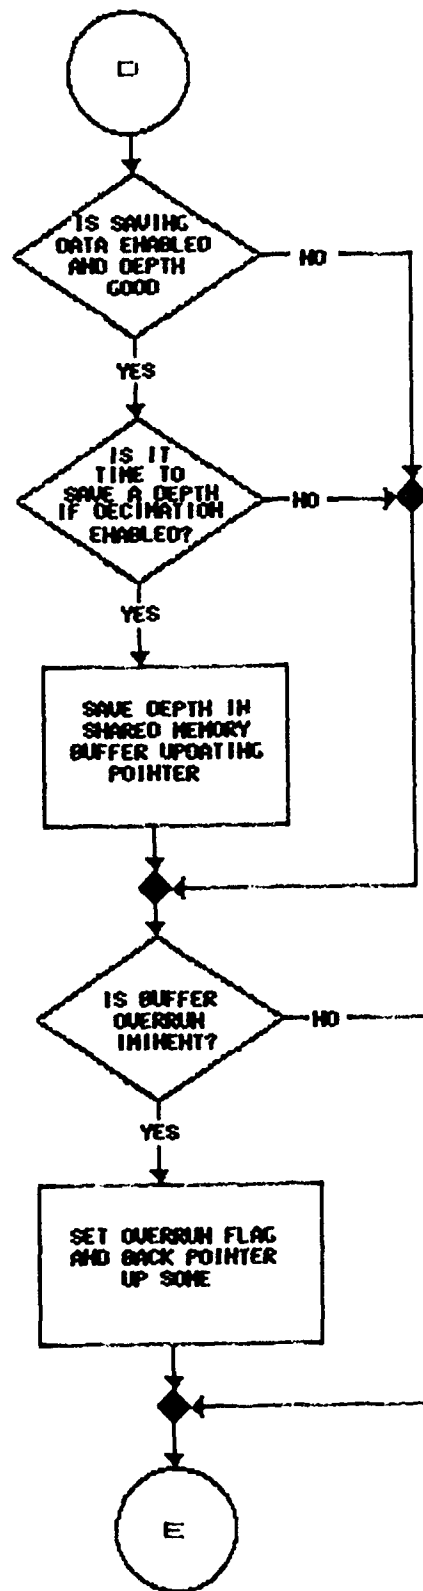 D
IS SAVING
DATA ENABLED
AND DEPTH
GOOD
NO
YES
IS IT
TIME TO
SAVE A DEPTH
IF DECIMATION
ENABLED?
NO
YES
SAVE DEPTH IN
SHARED MEMORY
BUFFER UPDATING
POINTER
IS BUFFER
OVERRUN
IMINENT?
NO
YES
SET OVERRUN FLAG
AND BACK POINTER
UP SOME
E